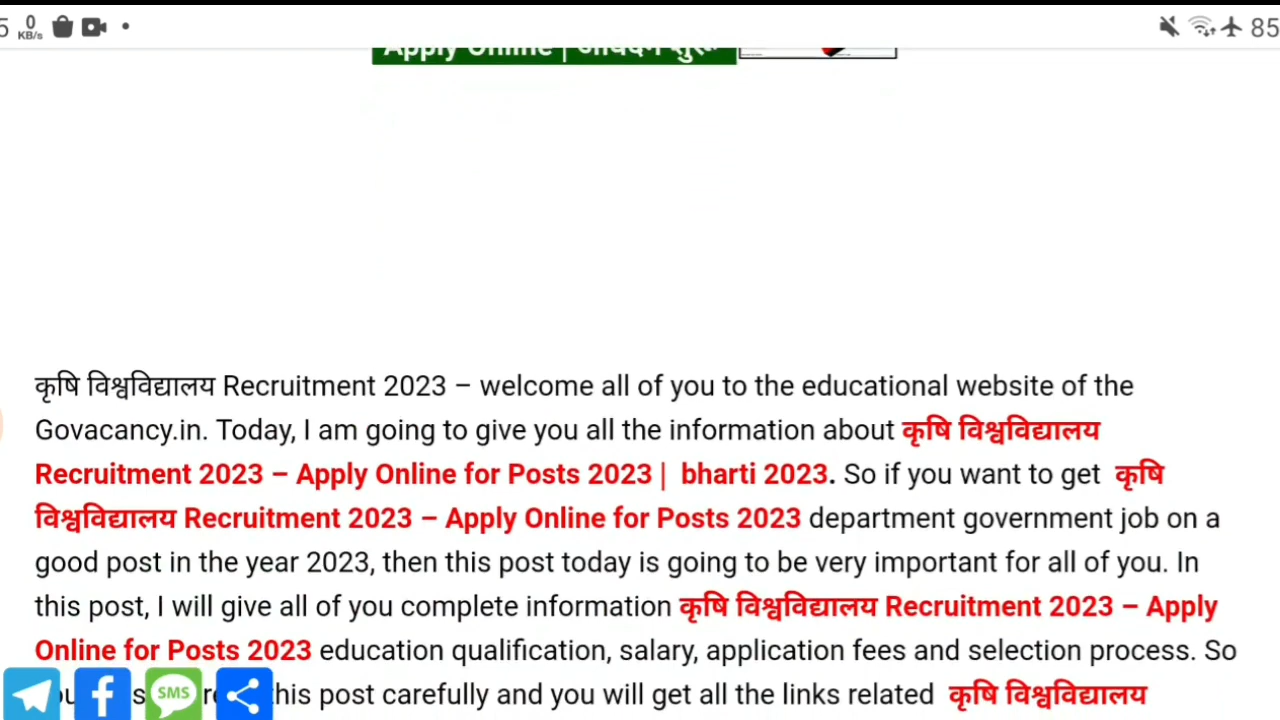 5 0 KB/s 85
Apply Online | आवेदन शुरू
कृषि विश्वविद्यालय Recruitment 2023 – welcome all of you to the educational website of the
Govacancy.in. Today, I am going to give you all the information about कृषि विश्वविद्यालय
Recruitment 2023 – Apply Online for Posts 2023 | bharti 2023. So if you want to get कृषि
विश्वविद्यालय Recruitment 2023 – Apply Online for Posts 2023 department government job on a
good post in the year 2023, then this post today is going to be very important for all of you. In
this post, I will give all of you complete information कृषि विश्वविद्यालय Recruitment 2023 – Apply
Online for Posts 2023 education qualification, salary, application fees and selection process. So
SMS this post carefully and you will get all the links related कृषि विश्वविद्यालय